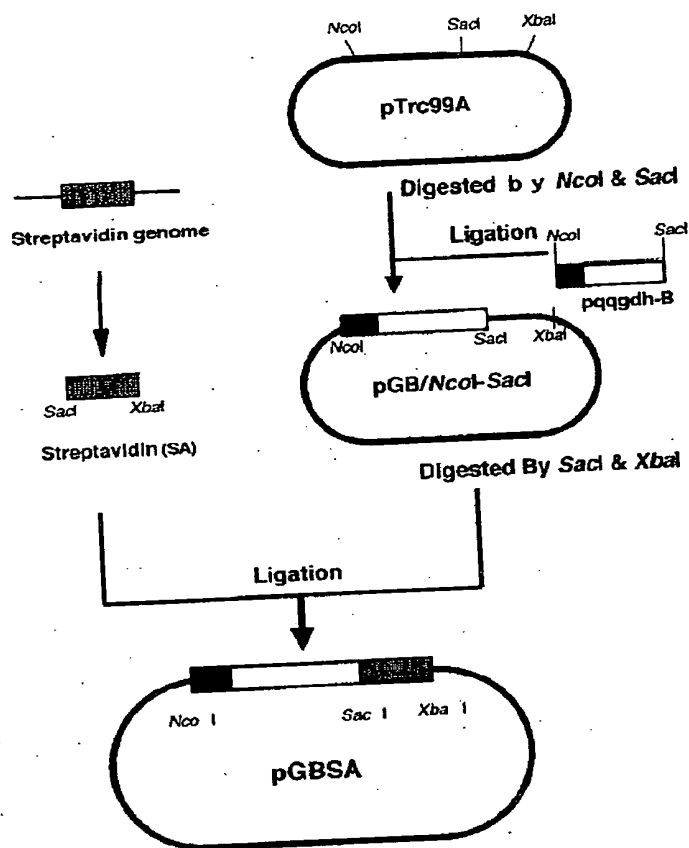 NcoI
SacI
XbaI
pTrc99A
Digested b y NcoI & SacI
Streptavidin genome
Ligation
NcoI
SacI
pqqgdh-B
NcoI
SacI
XbaI
pGB/NcoI-SacI
SacI
XbaI
Streptavidin (SA)
Digested By SacI & XbaI
Ligation
Nco I
Sac I
Xba I
pGBSA